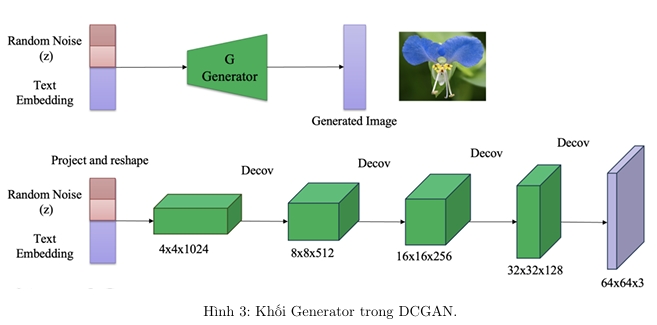 Random Noise
(z)
Text
Embedding
G
Generator
Generated Image
Project and reshape
Random Noise
(z)
Text
Embedding
Decov
Decov
Decov
Decov
4x4x1024
8x8x512
16x16x256
32x32x128
64x64x3
Hình 3: Khối Generator trong DCGAN.